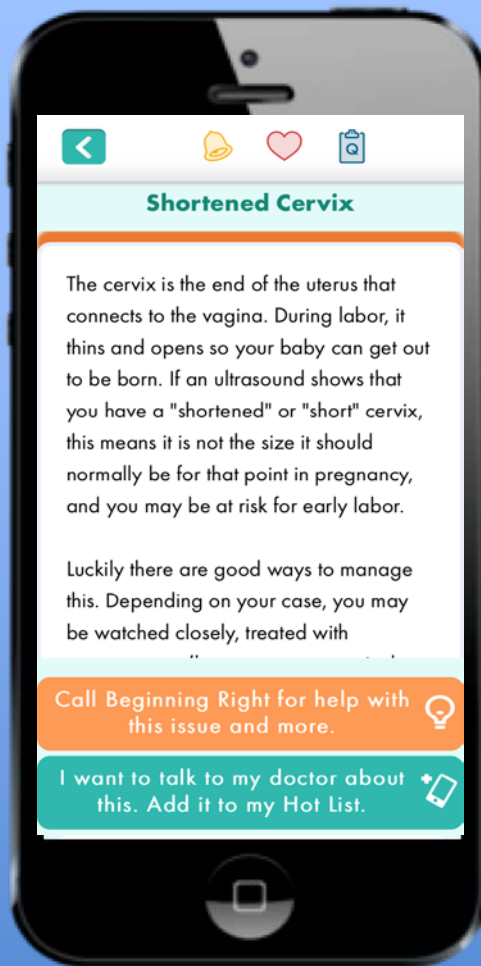 Q
Shortened Cervix
The cervix is the end of the uterus that
connects to the vagina. During labor, it
thins and opens so your baby can get out
to be born. If an ultrasound shows that
you have a "shortened" or "short" cervix,
this means it is not the size it should
normally be for that point in pregnancy,
and you may be at risk for early labor.
Luckily there are good ways to manage
this. Depending on your case, you may
be watched closely, treated with
Call Beginning Right for help with
this issue and more.
I want to talk to my doctor about
this. Add it to my Hot List.